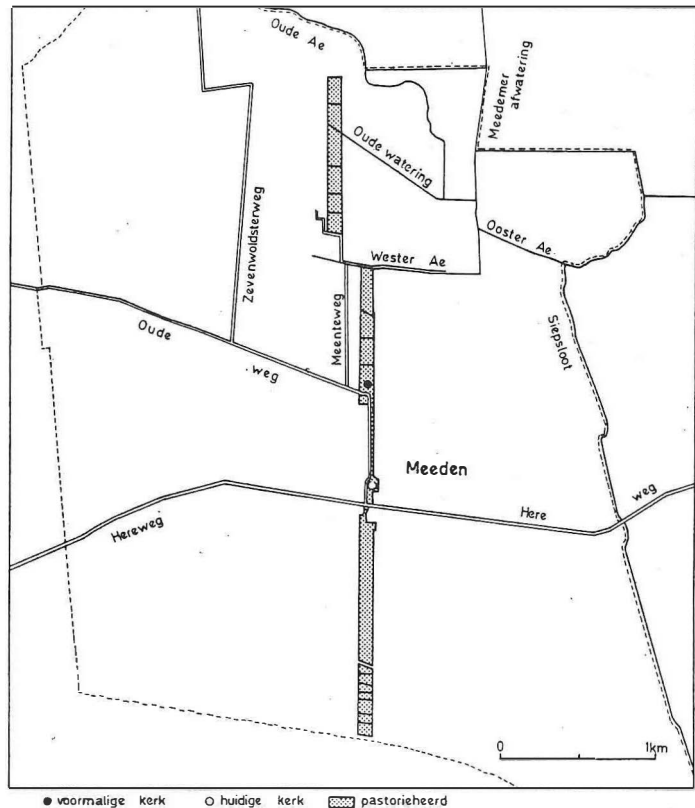 Oude Ae
Meedemer
afwatering
Oude watering
Zevenwoldsterweg
Ooster Ae
Wester Ae
Meenteweg
Oude
weg
Siepsloot
Meeden
Hereweg
Here
weg
0
1km
voormalige kerk
huidige kerk
pastorieheerd